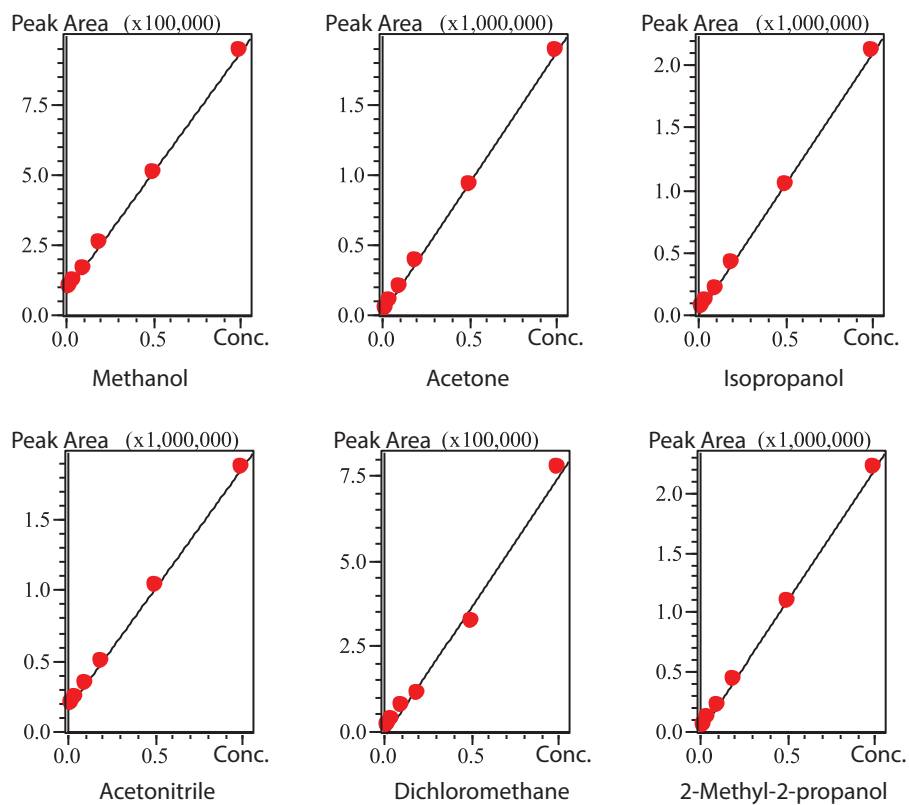 Peak Area (x100,000)
7.5
5.0
2.5
0.0
0.0 0.5 Conc.
Methanol
Peak Area (x1,000,000)
1.5
1.0
0.5
0.0
0.0 0.5 Conc.
Acetone
Peak Area (x1,000,000)
2.0
1.5
1.0
0.5
0.0
0.0 0.5 Conc.
Isopropanol
Peak Area (x1,000,000)
1.5
1.0
0.5
0.0
0.0 0.5 Conc.
Acetonitrile
Peak Area (x100,000)
7.5
5.0
2.5
0.0
0.0 0.5 Conc.
Dichloromethane
Peak Area (x1,000,000)
2.0
1.5
1.0
0.5
0.0
0.0 0.5 Conc.
2-Methyl-2-propanol